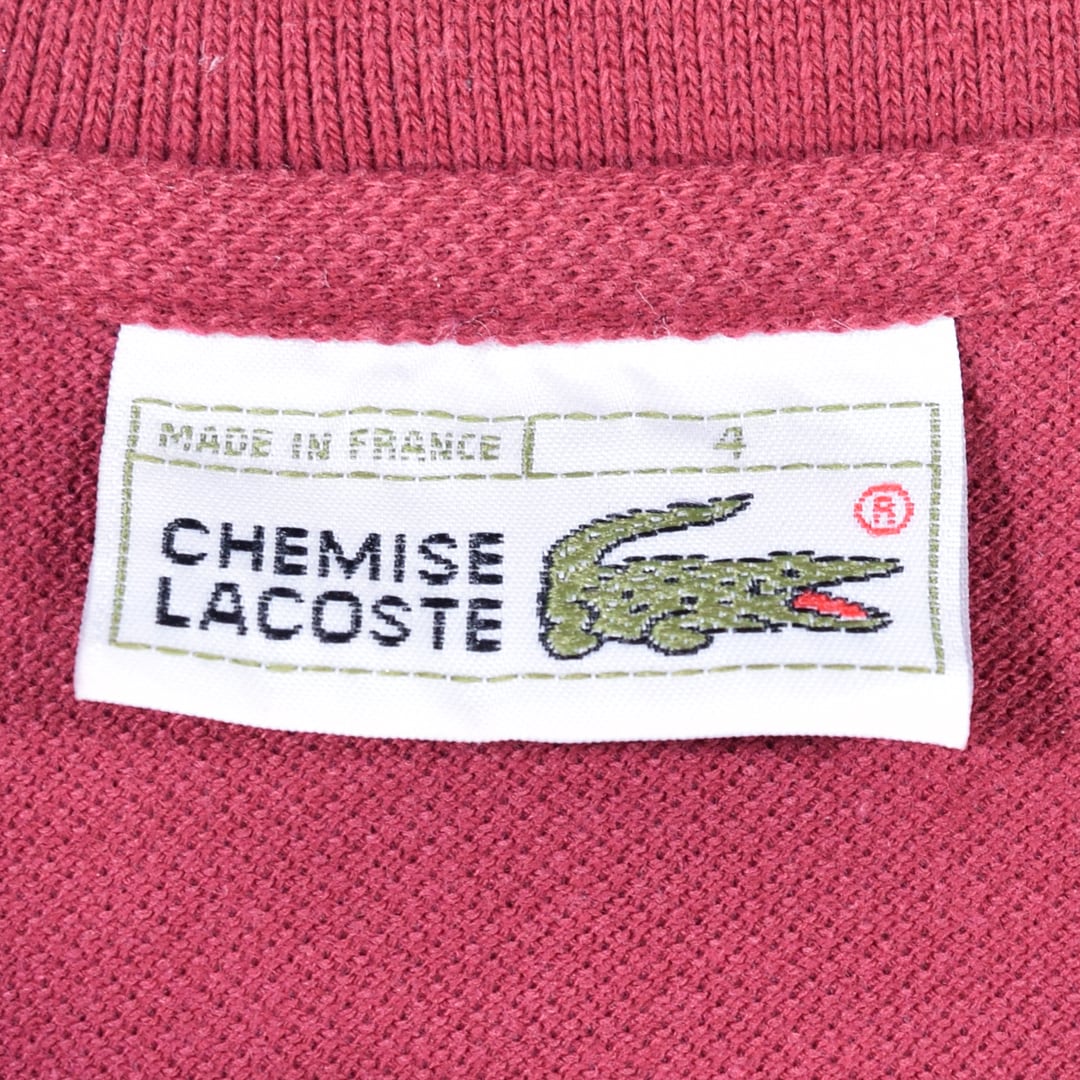 MADE IN FRANCE 4
®
CHEMISE
LACOSTE